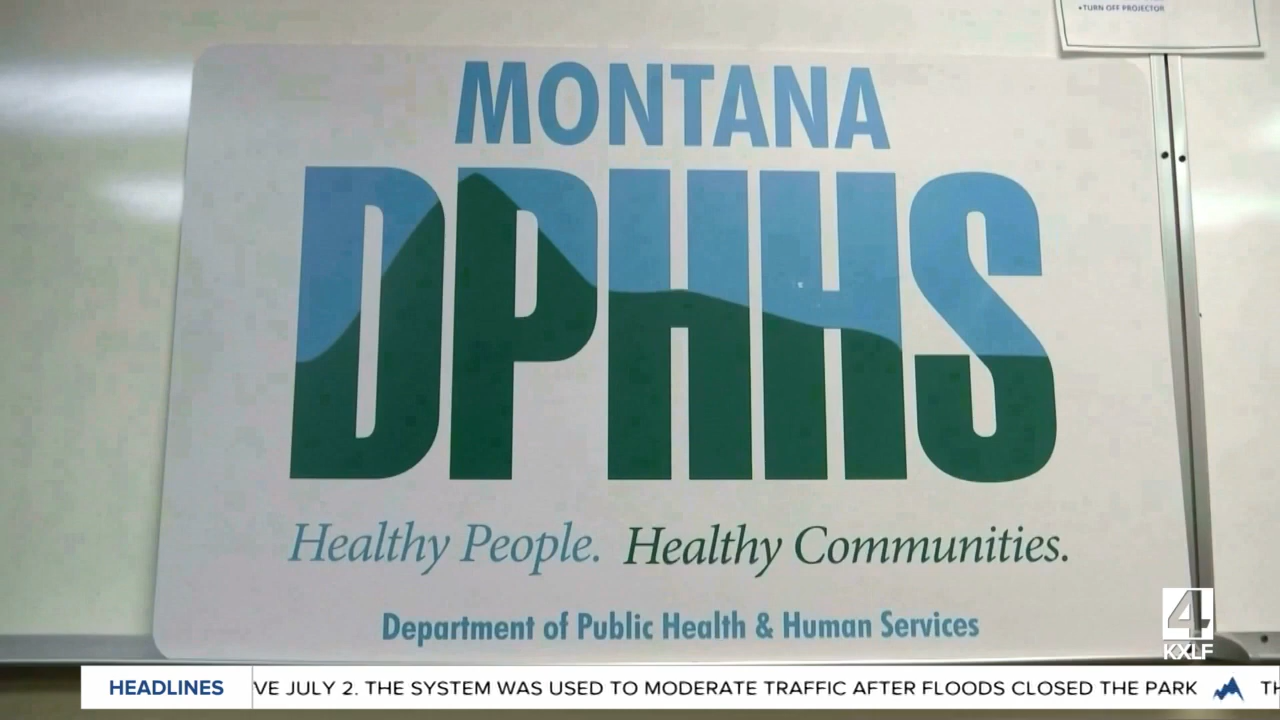 •TURN OFF PROJECTOR
MONTANA
DPHHS
Healthy People. Healthy Communities.
Department of Public Health & Human Services
4
KXLF
HEADLINES
VE JULY 2. THE SYSTEM WAS USED TO MODERATE TRAFFIC AFTER FLOODS CLOSED THE PARK TH